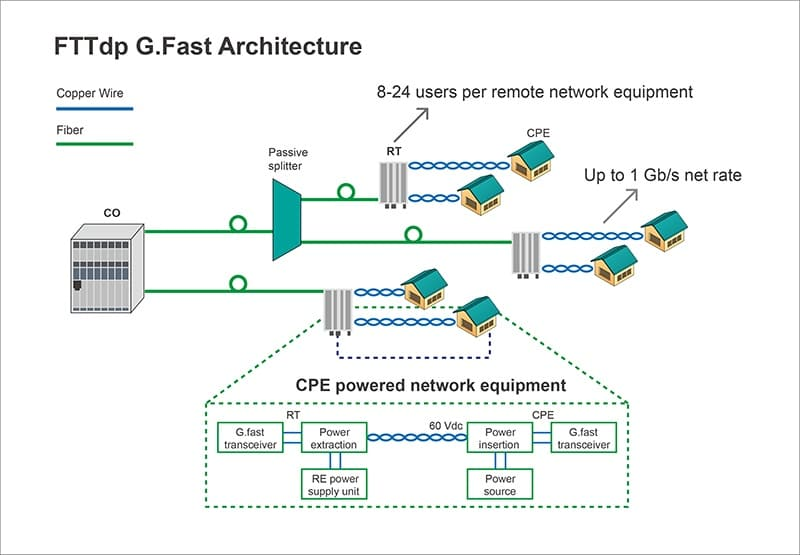 FTTdp G.Fast Architecture
Copper Wire
Fiber
8-24 users per remote network equipment
Passive
splitter
RT
CPE
Up to 1 Gb/s net rate
CO
CPE powered network equipment
RT
60 Vdc
CPE
G.fast
transceiver
Power
extraction
Power
insertion
G.fast
transceiver
RE power
supply unit
Power
source